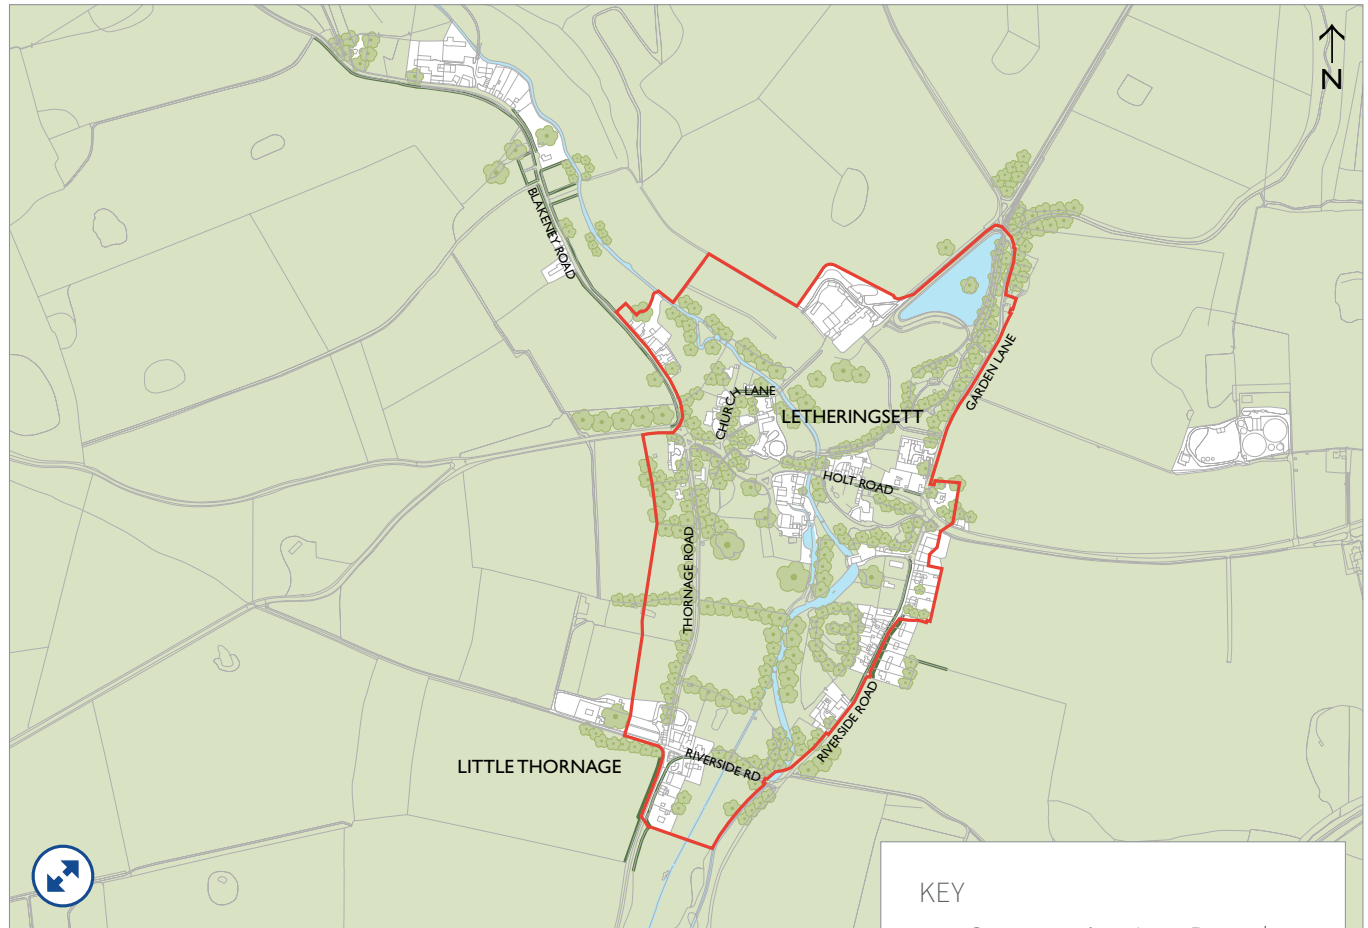 N
BLAKENEY ROAD
GARDEN LANE
CHURCH LANE
LETHERINGSETT
HOLT ROAD
THORNAGE ROAD
RIVERSIDE ROAD
RIVERSIDE RD
LITTLE THORNAGE
KEY